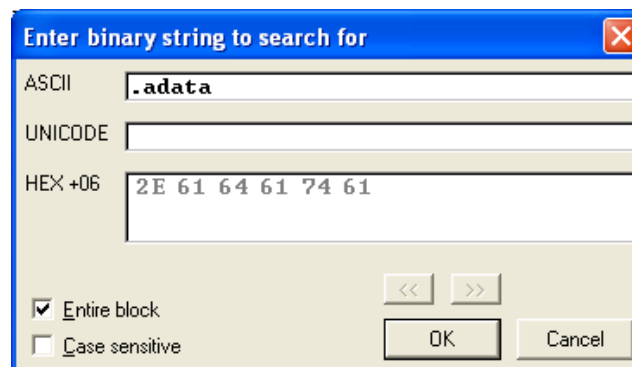 Enter binary string to search for
ASCII .adata
UNICODE
HEX +06 2E 61 64 61 74 61
<< >>
Entire block
Case sensitive
OK Cancel